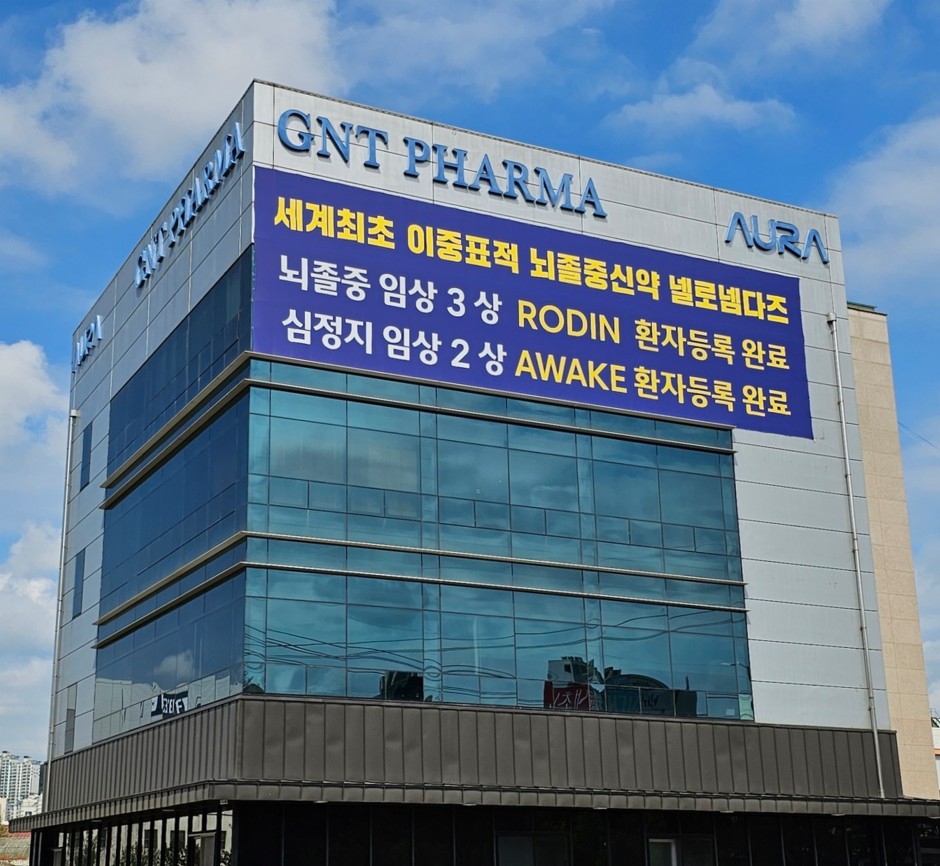 GNT PHARMA
AURA
세계최초 이중표적 뇌졸중신약 넬로넴다즈
뇌졸중 임상 3 상 RODIN 환자등록 완료
심정지 임상 2 상 AWAKE 환자등록 완료
GNT PHARMA
AURA